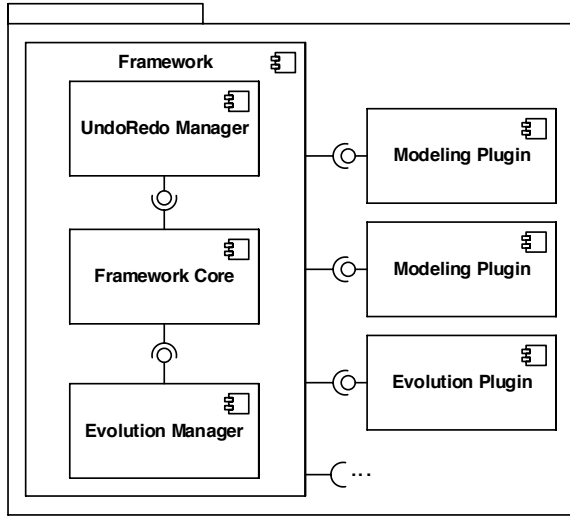 Framework
UndoRedo Manager
Framework Core
Evolution Manager
Modeling Plugin
Modeling Plugin
Evolution Plugin
...